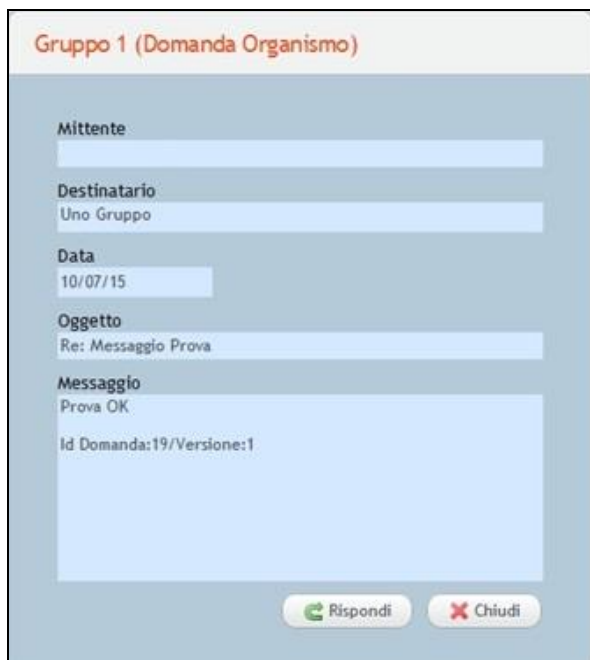 Gruppo 1 (Domanda Organismo)
Mittente
Destinatario
Uno Gruppo
Data
10/07/15
Oggetto
Re: Messaggio Prova
Messaggio
Prova OK
Id Domanda:19/Versione:1
Rispondi
Chiudi